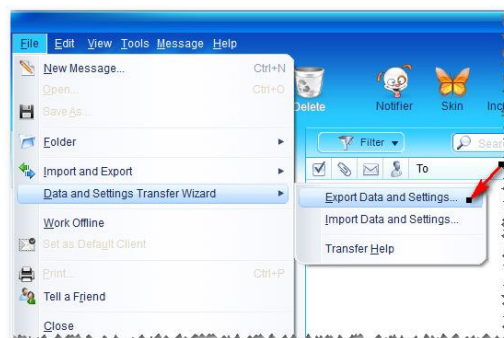 File Edit View Tools Message Help
New Message... Ctrl+N
Open... Ctrl+O
Save As...
Delete Notifier Skin
Folder
Filter
Import and Export
To
Data and Settings Transfer Wizard
Export Data and Settings...
Work Offline
Import Data and Settings...
Set as Default Client
Transfer Help
Print... Ctrl+P
Tell a Friend
Close